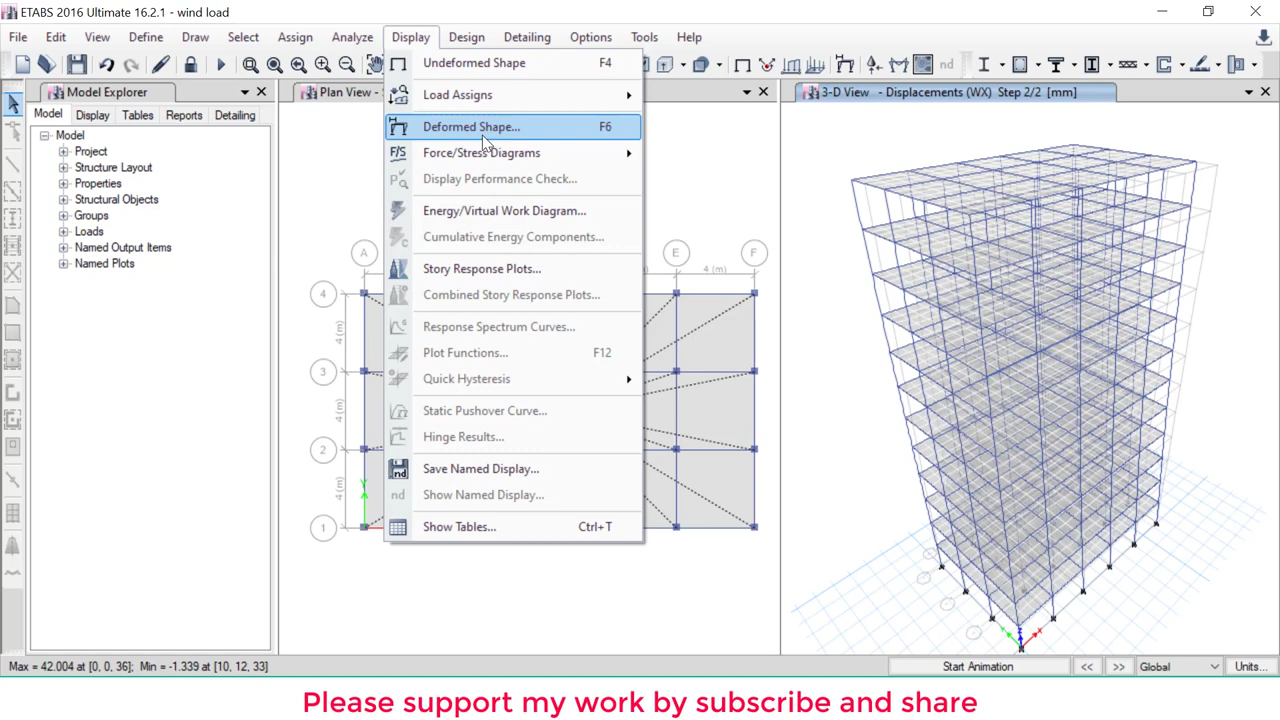 ETABS 2016 Ultimate 16.2.1 - wind load
File Edit View Define Draw Select Assign Analyze Display Design Detailing Options Tools Help
nd
Model Explorer
Model Display Tables Reports Detailing
Model
Project
Structure Layout
Properties
Structural Objects
Groups
Loads
Named Output Items
Named Plots
Plan View -
Undeformed Shape F4
Load Assigns
Deformed Shape... F6
Force/Stress Diagrams
Display Performance Check...
Energy/Virtual Work Diagram...
Cumulative Energy Components...
Story Response Plots...
Combined Story Response Plots...
Response Spectrum Curves...
Plot Functions... F12
Quick Hysteresis
Static Pushover Curve...
Hinge Results...
Save Named Display...
nd Show Named Display...
Show Tables... Ctrl+T
A E F
4 (m)
4
4 (m)
3
4 (m)
2
4 (m)
1
Y
3-D View - Displacements (WX) Step 2/2 [mm]
Y Z X
Max = 42.004 at [0, 0, 36]; Min = -1.339 at [10, 12, 33]
Start Animation << >> Global Units...
Please support my work by subscribe and share